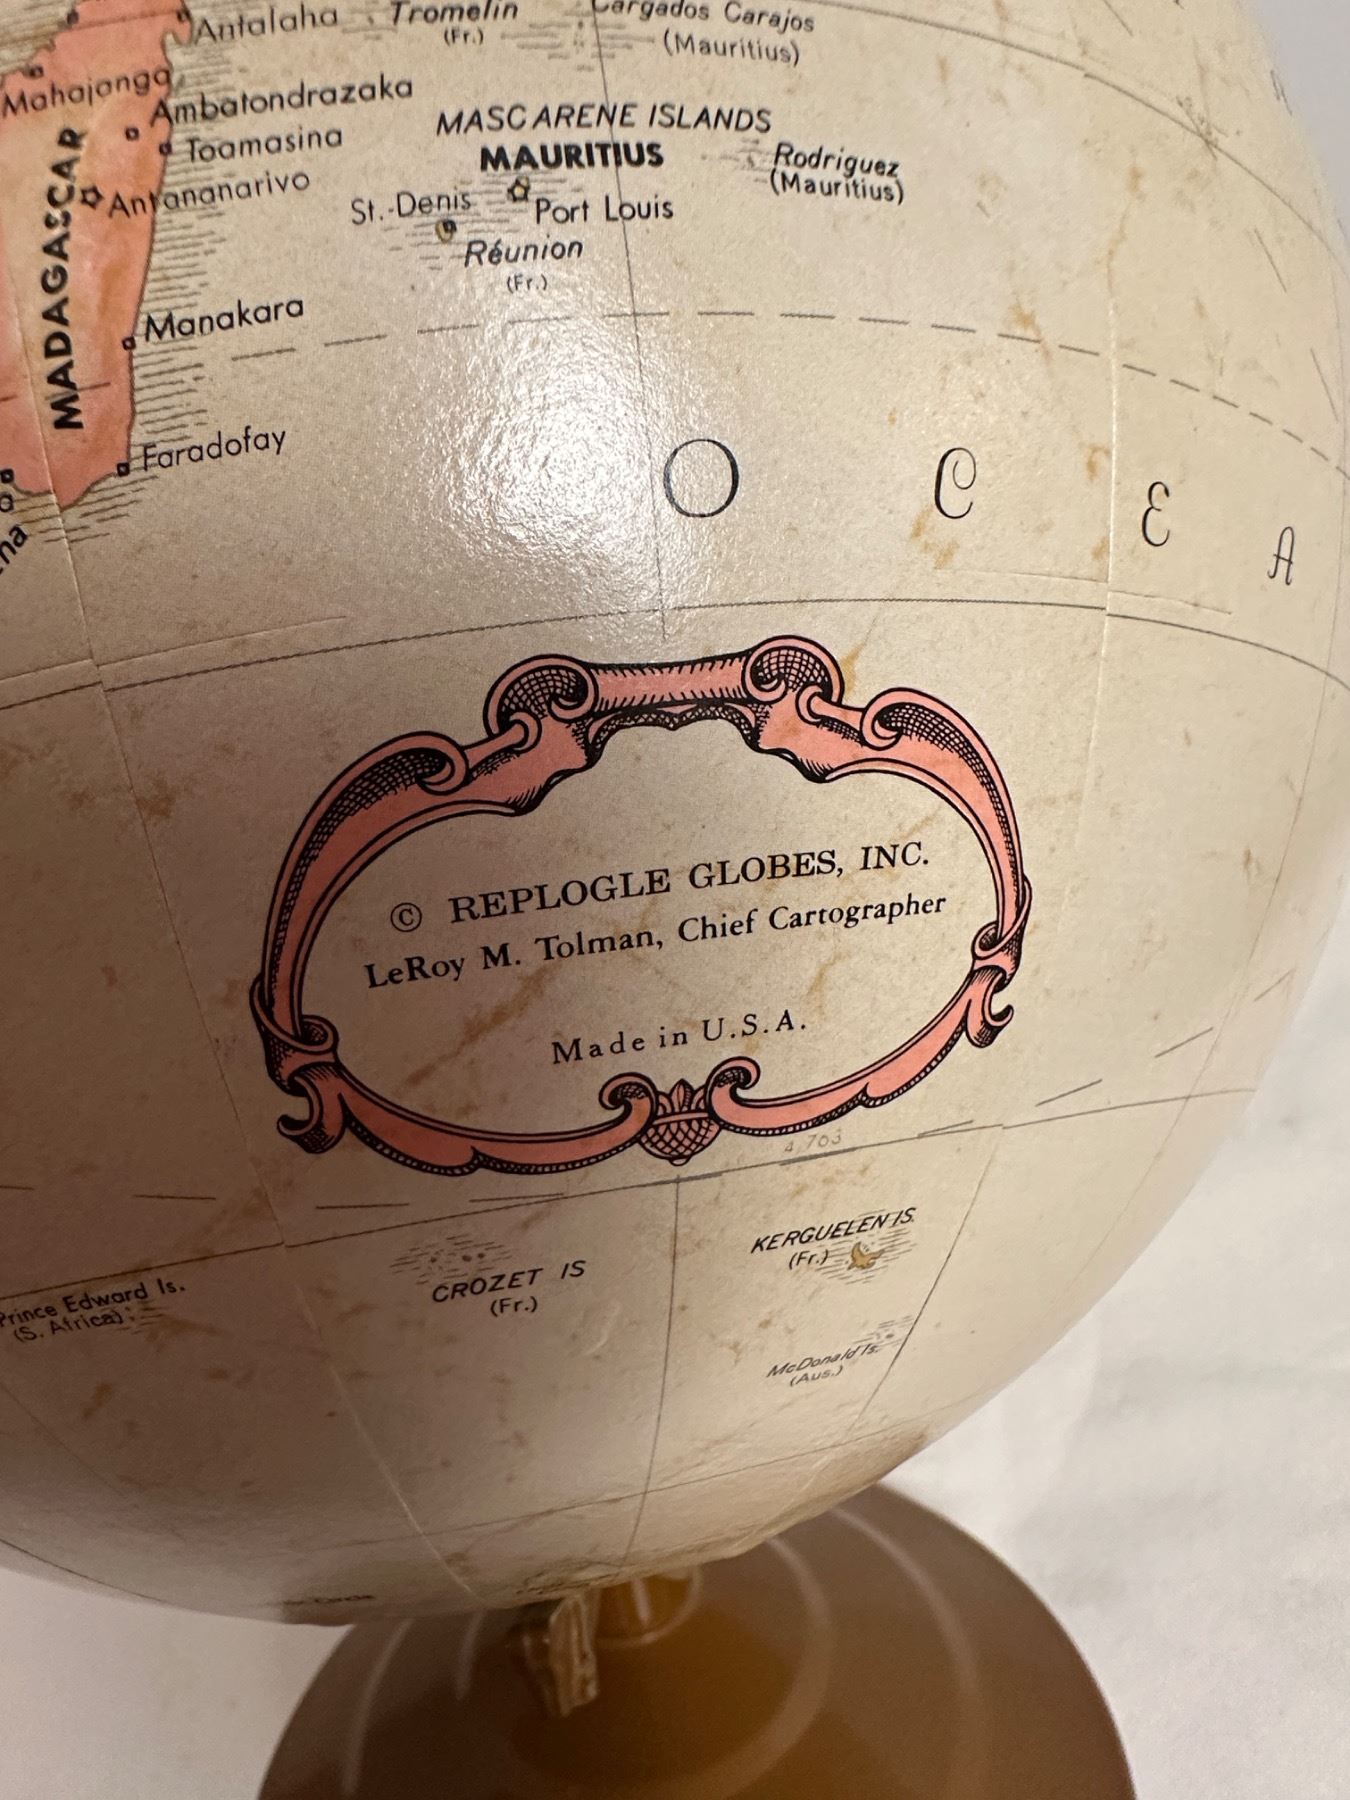 Antalaha
Tromelin
(Fr.)
Cargados Carajos
(Mauritius)
Mahajanga
Ambatondrazaka
Toamasina
Antananarivo
MADAGASCAR
MASCARENE ISLANDS
MAURITIUS
Rodriguez
(Mauritius)
St.-Denis
Port Louis
Réunion
(Fr.)
Manakara
Faradofay
O C E A
© REPLOGLE GLOBES, INC.
LeRoy M. Tolman, Chief Cartographer
Made in U.S.A.
4,763
KERGUELEN IS.
(Fr.)
CROZET IS
(Fr.)
Prince Edward Is.
(S. Africa)
McDonald Is.
(Aus.)